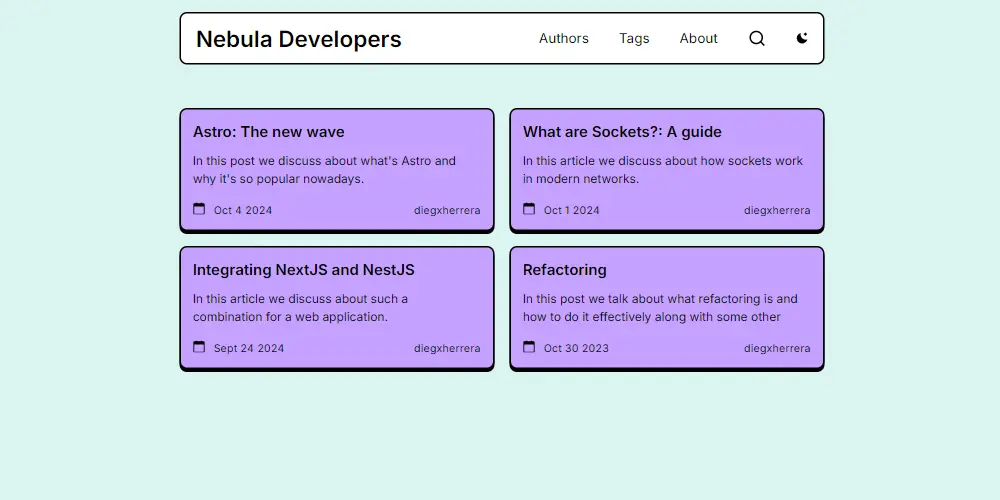 Nebula Developers
Authors Tags About
Astro: The new wave
In this post we discuss about what's Astro and
why it's so popular nowadays.
Oct 4 2024 diegxherrera
What are Sockets?: A guide
In this article we discuss about how sockets work
in modern networks.
Oct 1 2024 diegxherrera
Integrating NextJS and NestJS
In this article we discuss about such a
combination for a web application.
Sept 24 2024 diegxherrera
Refactoring
In this post we talk about what refactoring is and
how to do it effectively along with some other
Oct 30 2023 diegxherrera